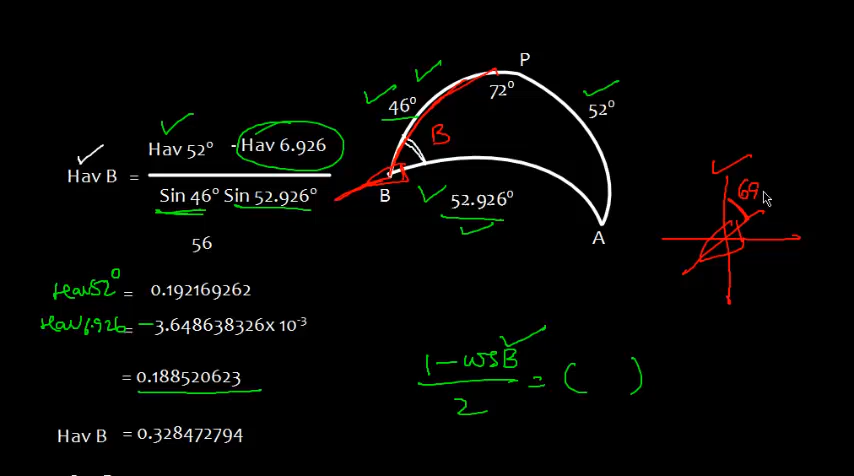 P
46°
72°
52°
Hav 52° - Hav 6.926
B
Hav B =
Sin 46° Sin 52.926°
B
52.926°
A
69
56
Hav52° = 0.192169262
Hav6.926 = -3.648638326x 10⁻³
= 0.188520623
1 - cosB
2
= ( )
Hav B = 0.328472794